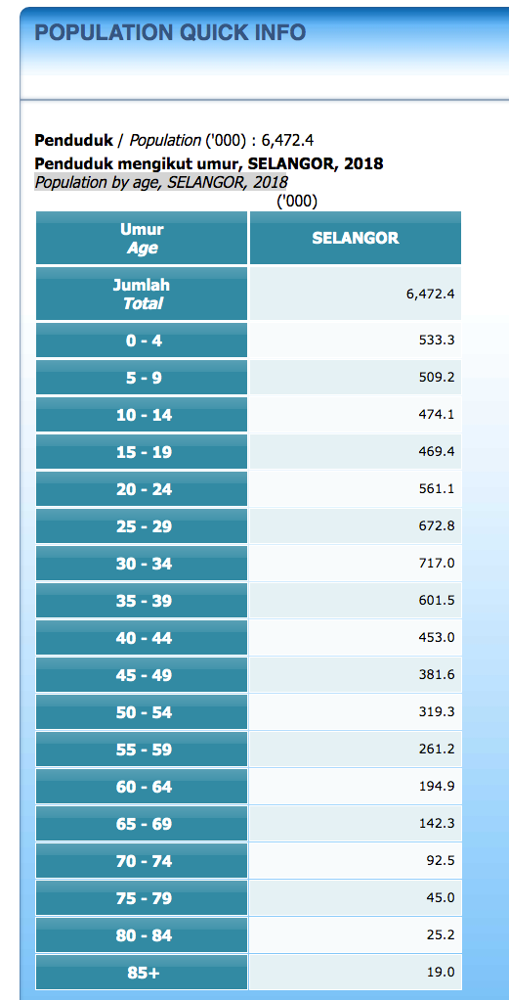 POPULATION QUICK INFO
Penduduk / Population ('000) : 6,472.4
Penduduk mengikut umur, SELANGOR, 2018
Population by age, SELANGOR, 2018
('000)
Umur SELANGOR
Age
Jumlah 6,472.4
Total
0 - 4 533.3
5 - 9 509.2
10 - 14 474.1
15 - 19 469.4
20 - 24 561.1
25 - 29 672.8
30 - 34 717.0
35 - 39 601.5
40 - 44 453.0
45 - 49 381.6
50 - 54 319.3
55 - 59 261.2
60 - 64 194.9
65 - 69 142.3
70 - 74 92.5
75 - 79 45.0
80 - 84 25.2
85+ 19.0